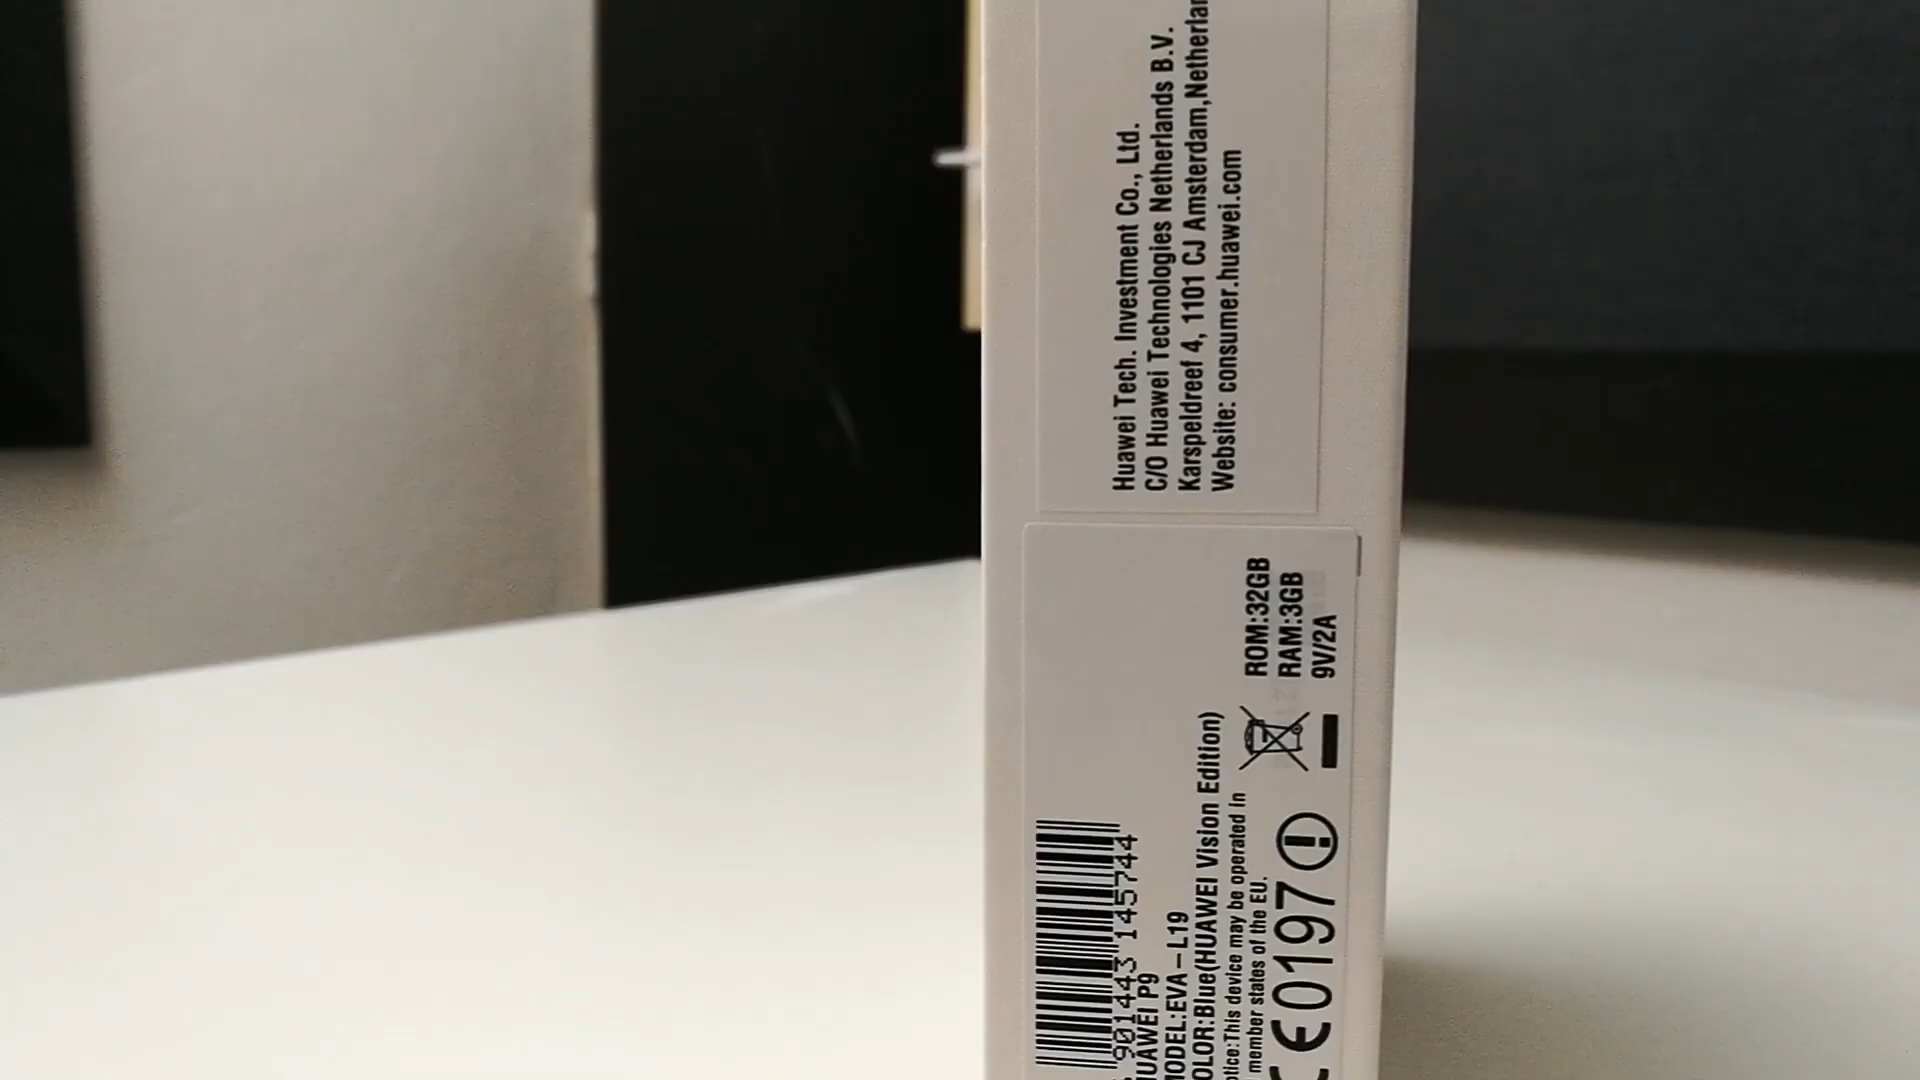 Huawei Tech. Investment Co., Ltd.
C/O Huawei Technologies Netherlands B.V.
Karspeldreef 4, 1101 CJ Amsterdam,
Website: consumer.huawei.com
901443 145744
HUAWEI P9
MODEL:EVA-L19
COLOR:Blue(HUAWEI Vision Edition)
Notice:This device may be operated in
member states of the EU.
CE0197
ROM:32GB
RAM:3GB
9V/2A